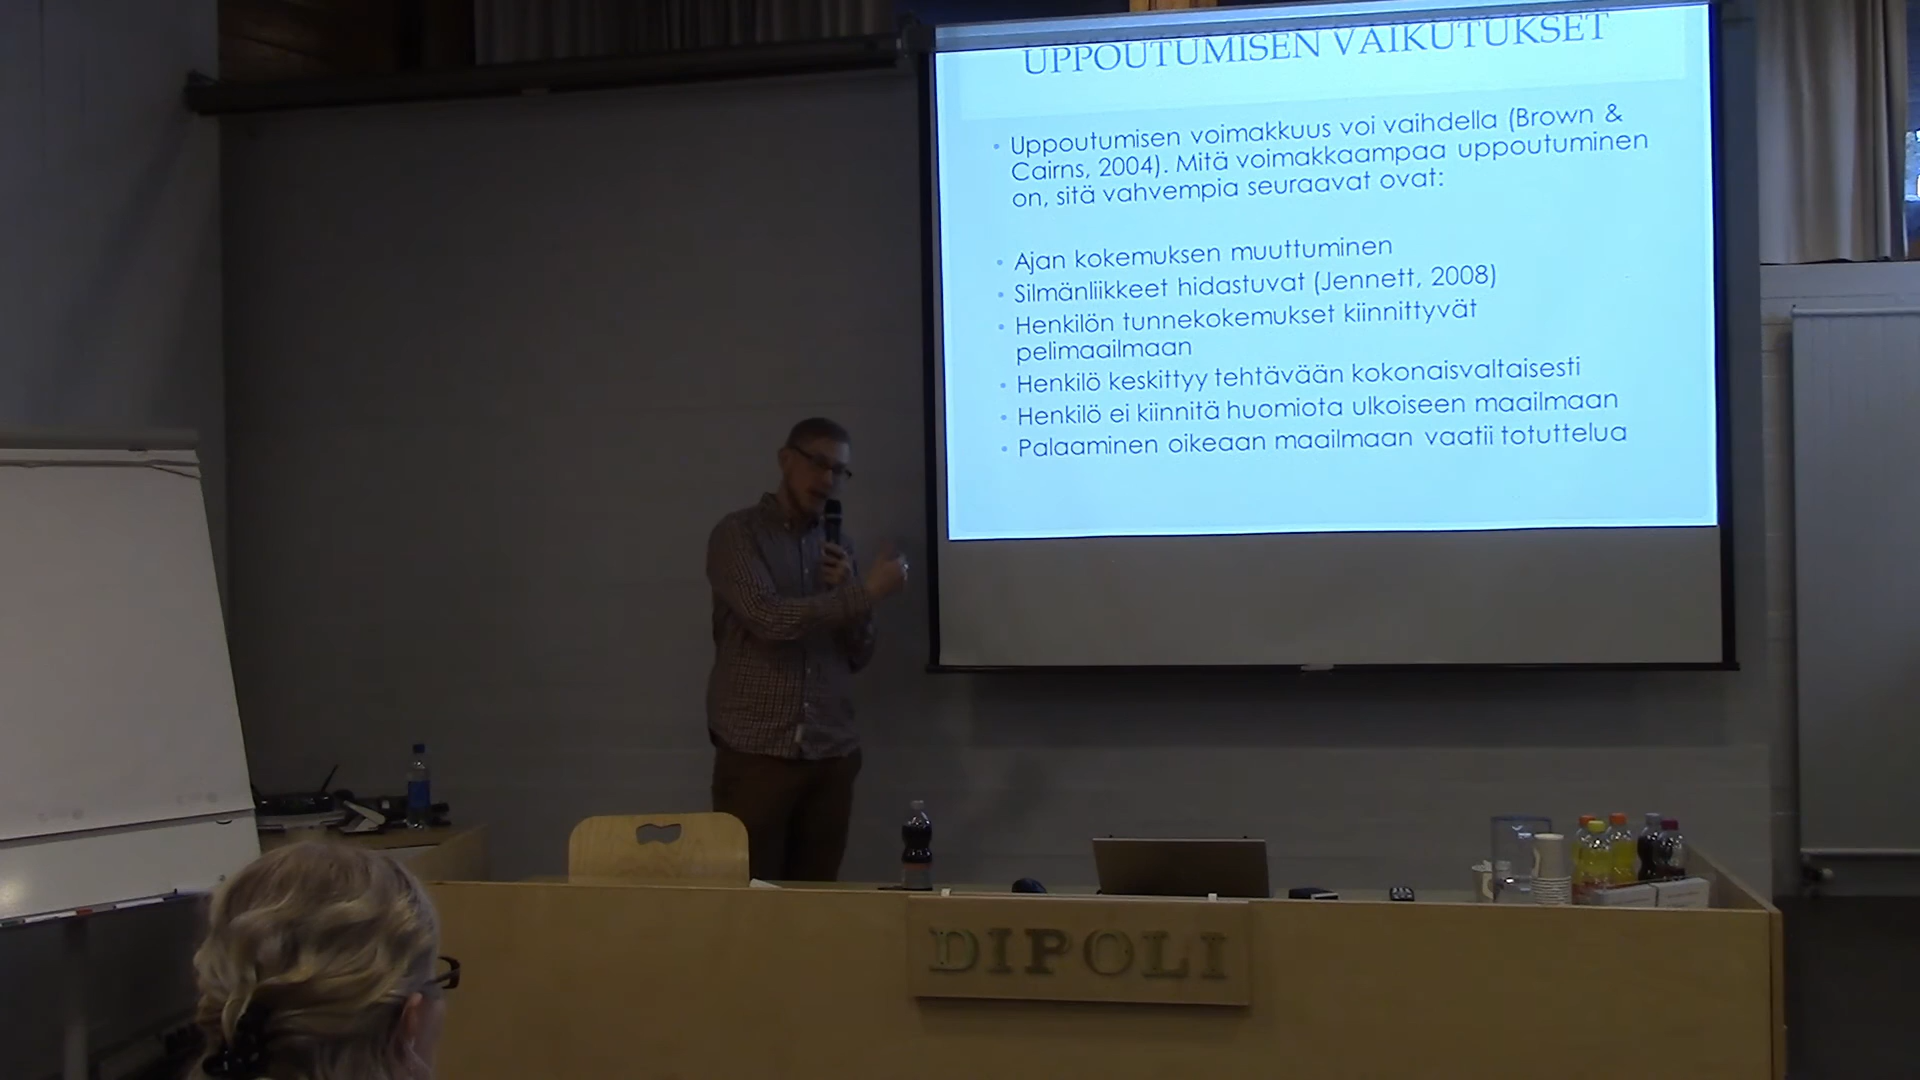 UPPOUTUMISEN VAIKUTUKSET
• Uppoutumisen voimakkuus voi vaihdella (Brown &
Cairns, 2004). Mitä voimakkaampaa uppoutuminen
on, sitä vahvempia seuraavat ovat:
• Ajan kokemuksen muuttuminen
• Silmänliikkeet hidastuvat (Jennett, 2008)
• Henkilön tunnekokemukset kiinnittyvät
pelimaailmaan
• Henkilö keskittyy tehtävään kokonaisvaltaisesti
• Henkilö ei kiinnitä huomiota ulkoiseen maailmaan
• Palaaminen oikeaan maailmaan vaatii totuttelua
DIPOLI